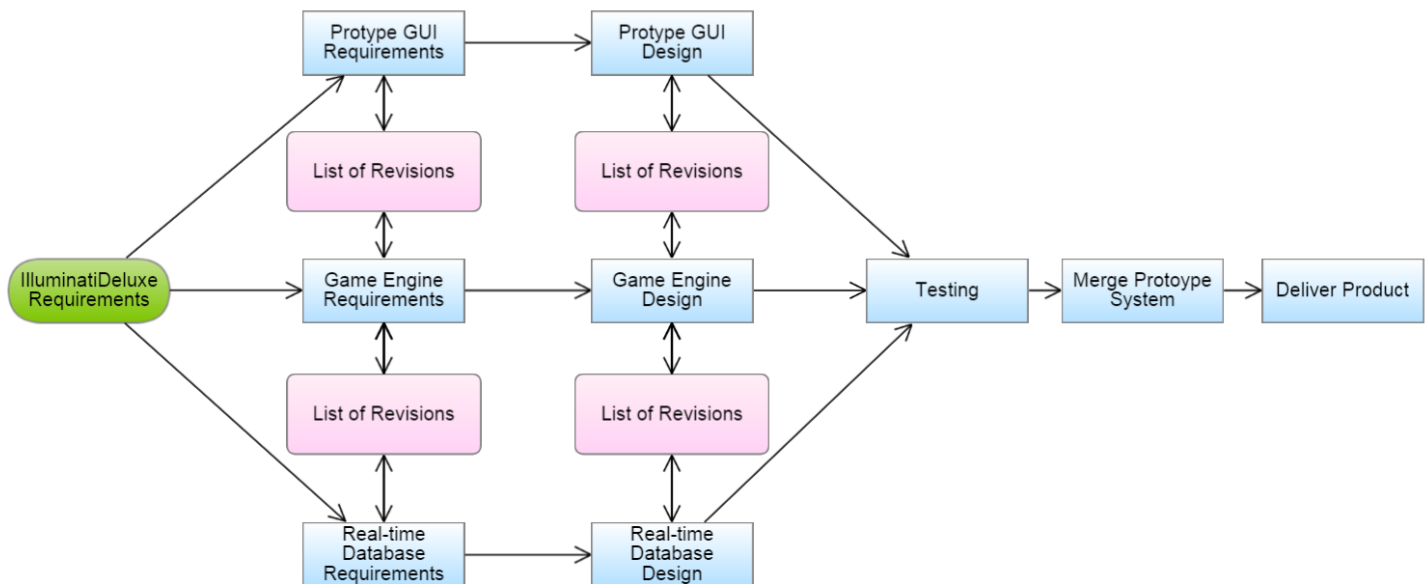 Protype GUI
Requirements
Protype GUI
Design
List of Revisions
List of Revisions
IlluminatiDeluxe
Requirements
Game Engine
Requirements
Game Engine
Design
Testing
Merge Protoype
System
Deliver Product
List of Revisions
List of Revisions
Real-time
Database
Requirements
Real-time
Database
Design